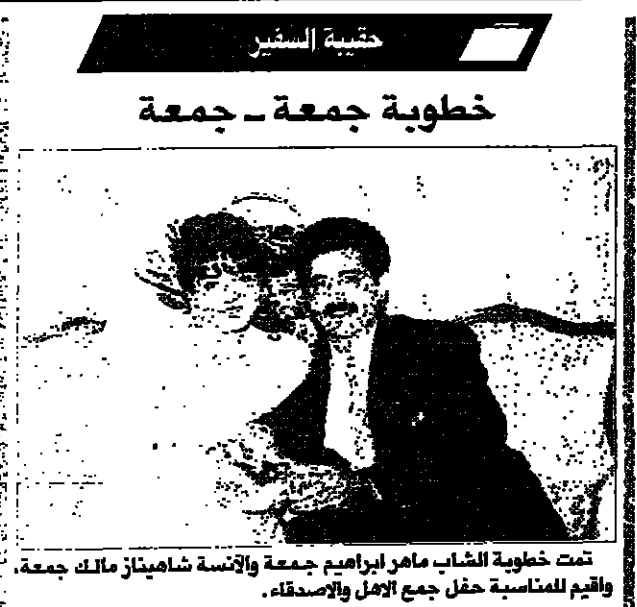 حقيبة السفير
خطوبة جمعة ـ جمعة
تمت خطوبة الشاب ماهر ابراهيم جمعة والآنسة شاهيناز مالك جمعة،
واقيم للمناسبة حفل جمع الاهل والاصدقاء.